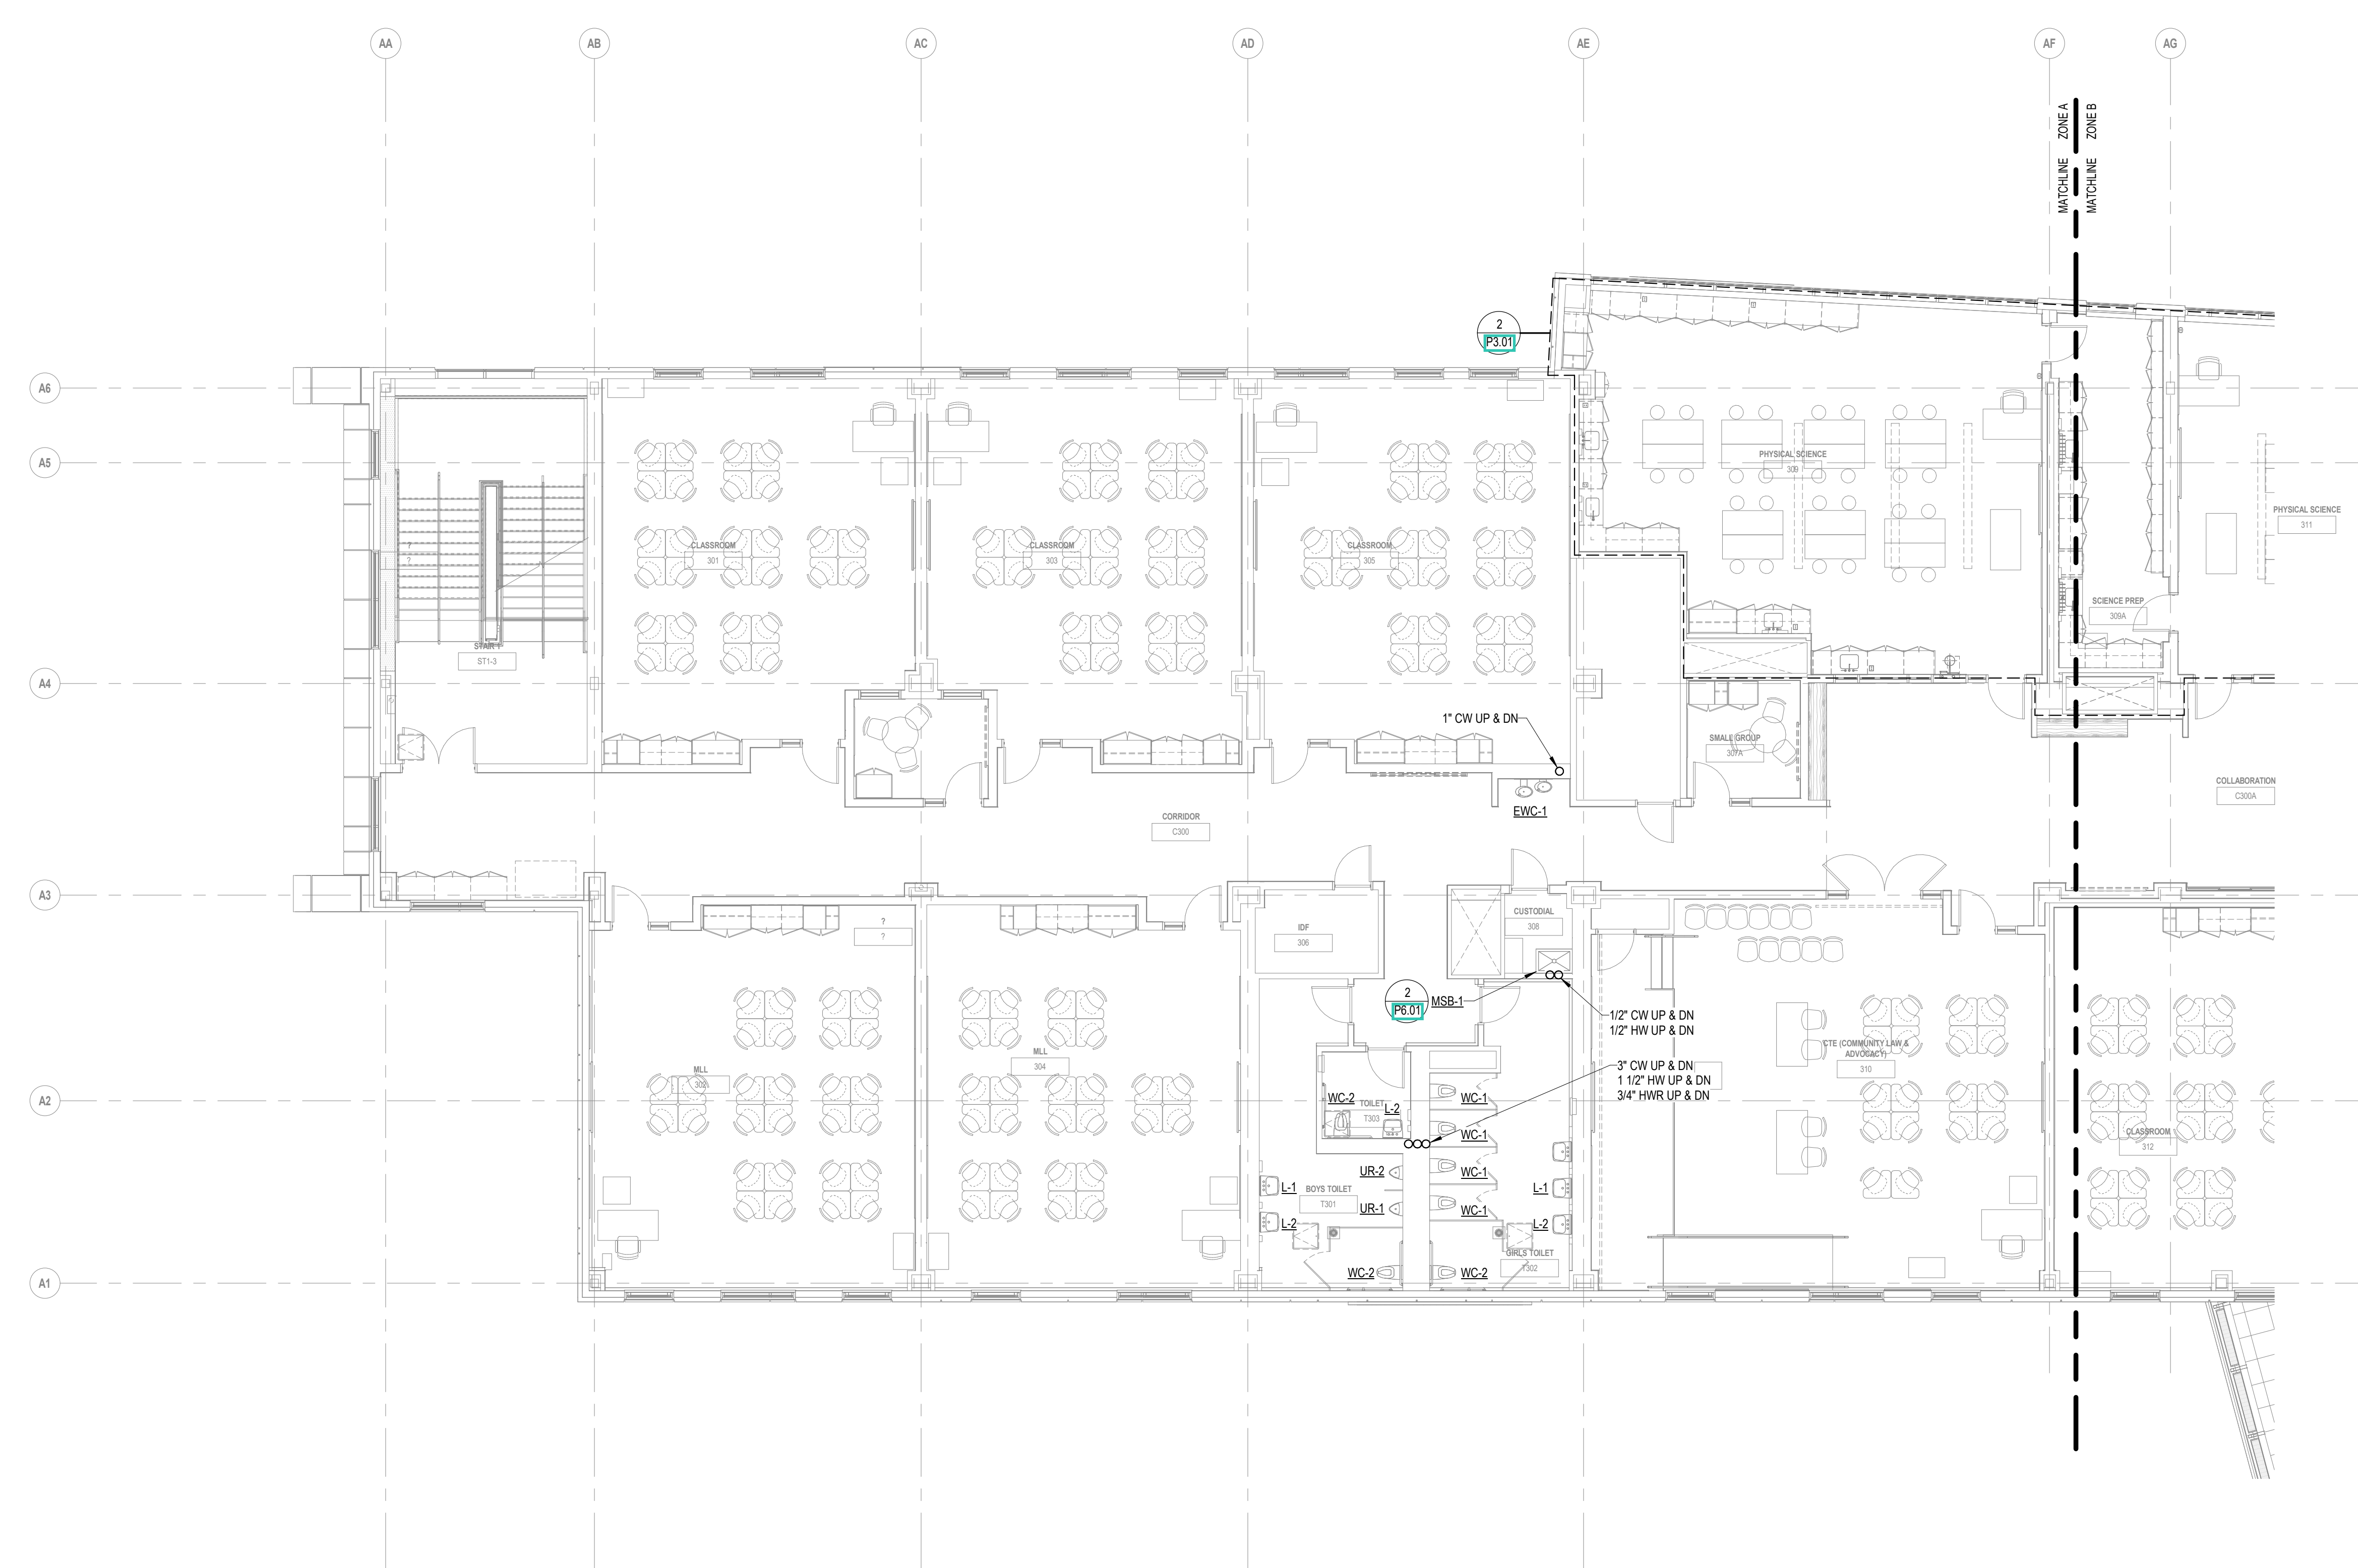 AA
AB
AC
AD
AE
AF
AG
MATCHLINE ZONE A
MATCHLINE ZONE B
2
P3.01
A6
A5
A4
A3
A2
A1
PHYSICAL SCIENCE
309
PHYSICAL SCIENCE
311
CLASSROOM
301
CLASSROOM
303
CLASSROOM
305
?
?
SCIENCE PREP
309A
STAIR 1
ST1-3
1" CW UP & DN
SMALL GROUP
307A
COLLABORATION
C300A
EWC-1
CORRIDOR
C300
?
?
IDF
306
CUSTODIAL
308
2
P6.01
MSB-1
1/2" CW UP & DN
1/2" HW UP & DN
MLL
302
MLL
304
CTE (COMMUNITY LAW &
ADVOCACY)
310
3" CW UP & DN
1 1/2" HW UP & DN
3/4" HWR UP & DN
WC-2
TOILET
T303
L-2
WC-1
WC-1
CLASSROOM
312
UR-2
WC-1
L-1
BOYS TOILET
T301
L-1
UR-1
WC-1
L-2
L-2
GIRLS TOILET
T302
WC-2
WC-2